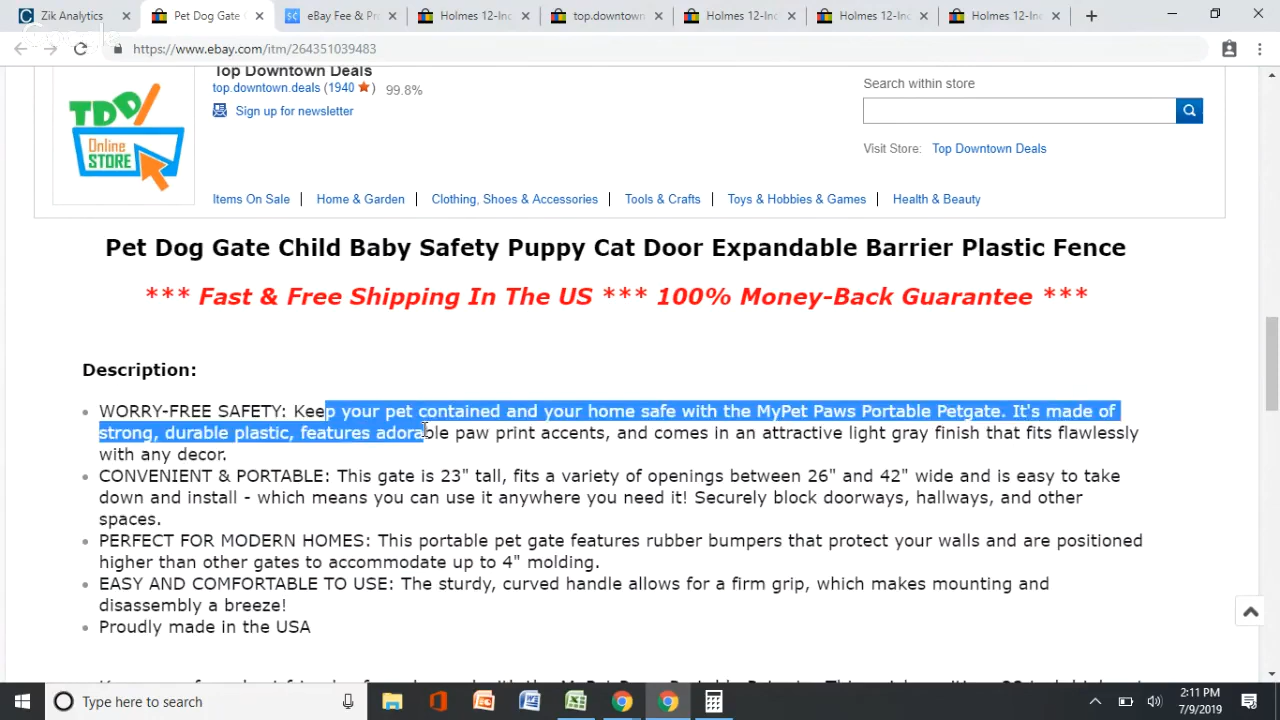 Zik Analytics
Pet Dog Gate
eBay Fee & Pr
Holmes 12-Inc
top.downtown
Holmes 12-Inc
Holmes 12-Inc
Holmes 12-Inc
https://www.ebay.com/itm/264351039483
TDD
Online
STORE
Top Downtown Deals
top.downtown.deals (1940 ) 99.8%
Sign up for newsletter
Search within store
Visit Store: Top Downtown Deals
Items On Sale | Home & Garden | Clothing, Shoes & Accessories | Tools & Crafts | Toys & Hobbies & Games | Health & Beauty
Pet Dog Gate Child Baby Safety Puppy Cat Door Expandable Barrier Plastic Fence
*** Fast & Free Shipping In The US *** 100% Money-Back Guarantee ***
Description:
WORRY-FREE SAFETY: Keep your pet contained and your home safe with the MyPet Paws Portable Petgate. It's made of
strong, durable plastic, features adorable paw print accents, and comes in an attractive light gray finish that fits flawlessly
with any decor.
CONVENIENT & PORTABLE: This gate is 23" tall, fits a variety of openings between 26" and 42" wide and is easy to take
down and install - which means you can use it anywhere you need it! Securely block doorways, hallways, and other
spaces.
PERFECT FOR MODERN HOMES: This portable pet gate features rubber bumpers that protect your walls and are positioned
higher than other gates to accommodate up to 4" molding.
EASY AND COMFORTABLE TO USE: The sturdy, curved handle allows for a firm grip, which makes mounting and
disassembly a breeze!
Proudly made in the USA
Type here to search
2:11 PM
7/9/2019